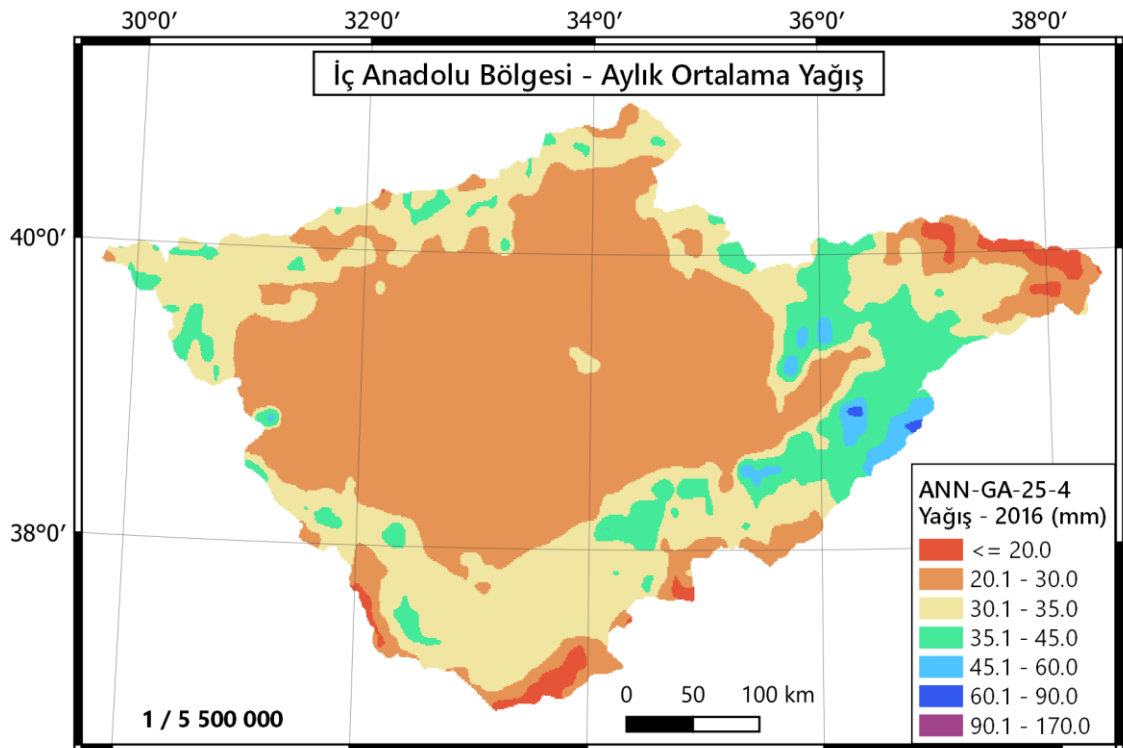 30°0′ 32°0′ 34°0′ 36°0′ 38°0′
İç Anadolu Bölgesi - Aylık Ortalama Yağış
40°0′
38°0′
ANN-GA-25-4
Yağış - 2016 (mm)
<= 20.0
20.1 - 30.0
30.1 - 35.0
35.1 - 45.0
45.1 - 60.0
60.1 - 90.0
90.1 - 170.0
0 50 100 km
1 / 5 500 000